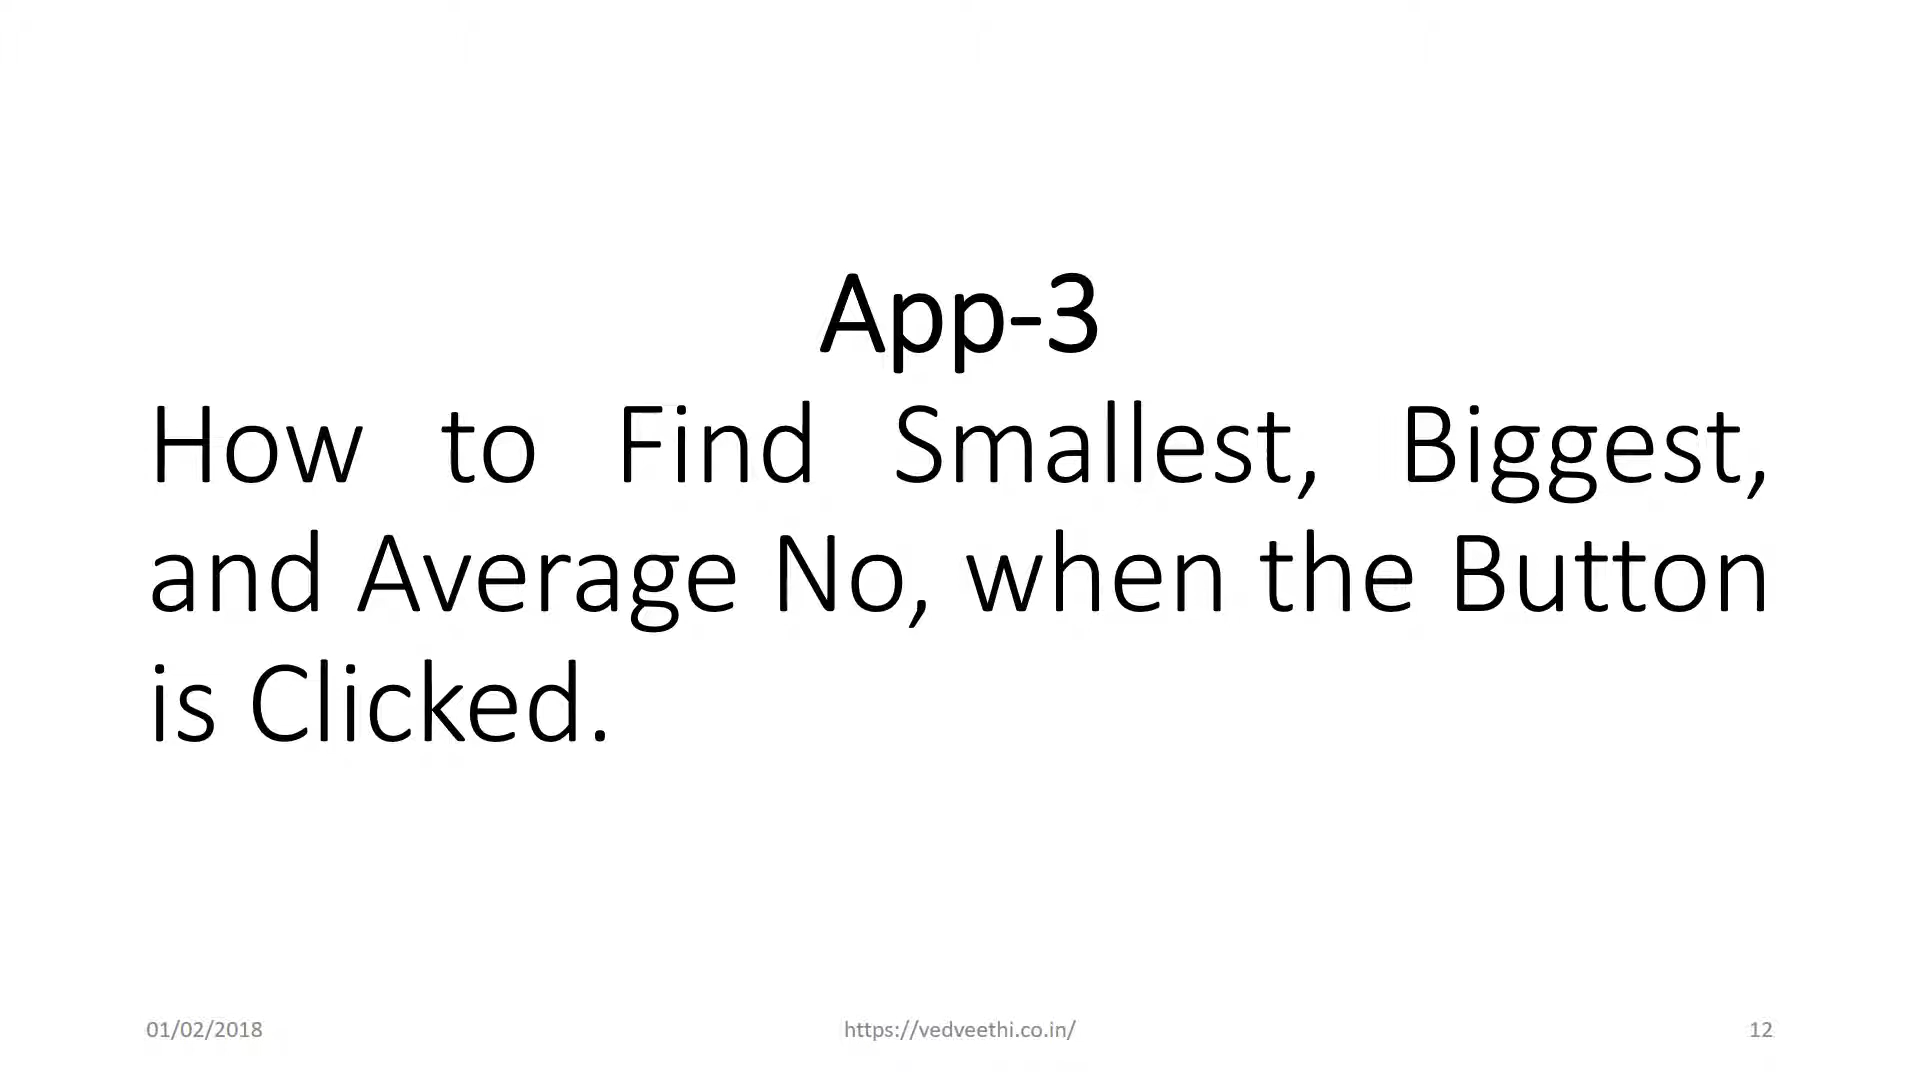 App-3
How to Find Smallest, Biggest,
and Average No, when the Button
is Clicked.
01/02/2018
https://vedveethi.co.in/
12